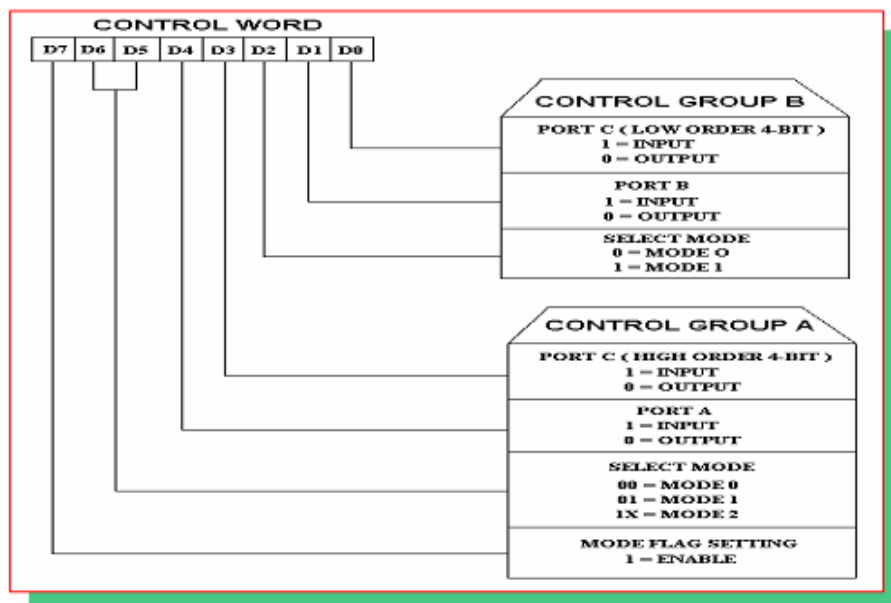 CONTROL WORD
D7 D6 D5 D4 D3 D2 D1 D0
CONTROL GROUP B
PORT C ( LOW ORDER 4-BIT )
1 = INPUT
0 = OUTPUT
PORT B
1 = INPUT
0 = OUTPUT
SELECT MODE
0 = MODE O
1 = MODE 1
CONTROL GROUP A
PORT C ( HIGH ORDER 4-BIT )
1 = INPUT
0 = OUTPUT
PORT A
1 = INPUT
0 = OUTPUT
SELECT MODE
00 = MODE 0
01 = MODE 1
1X = MODE 2
MODE FLAG SETTING
1 = ENABLE